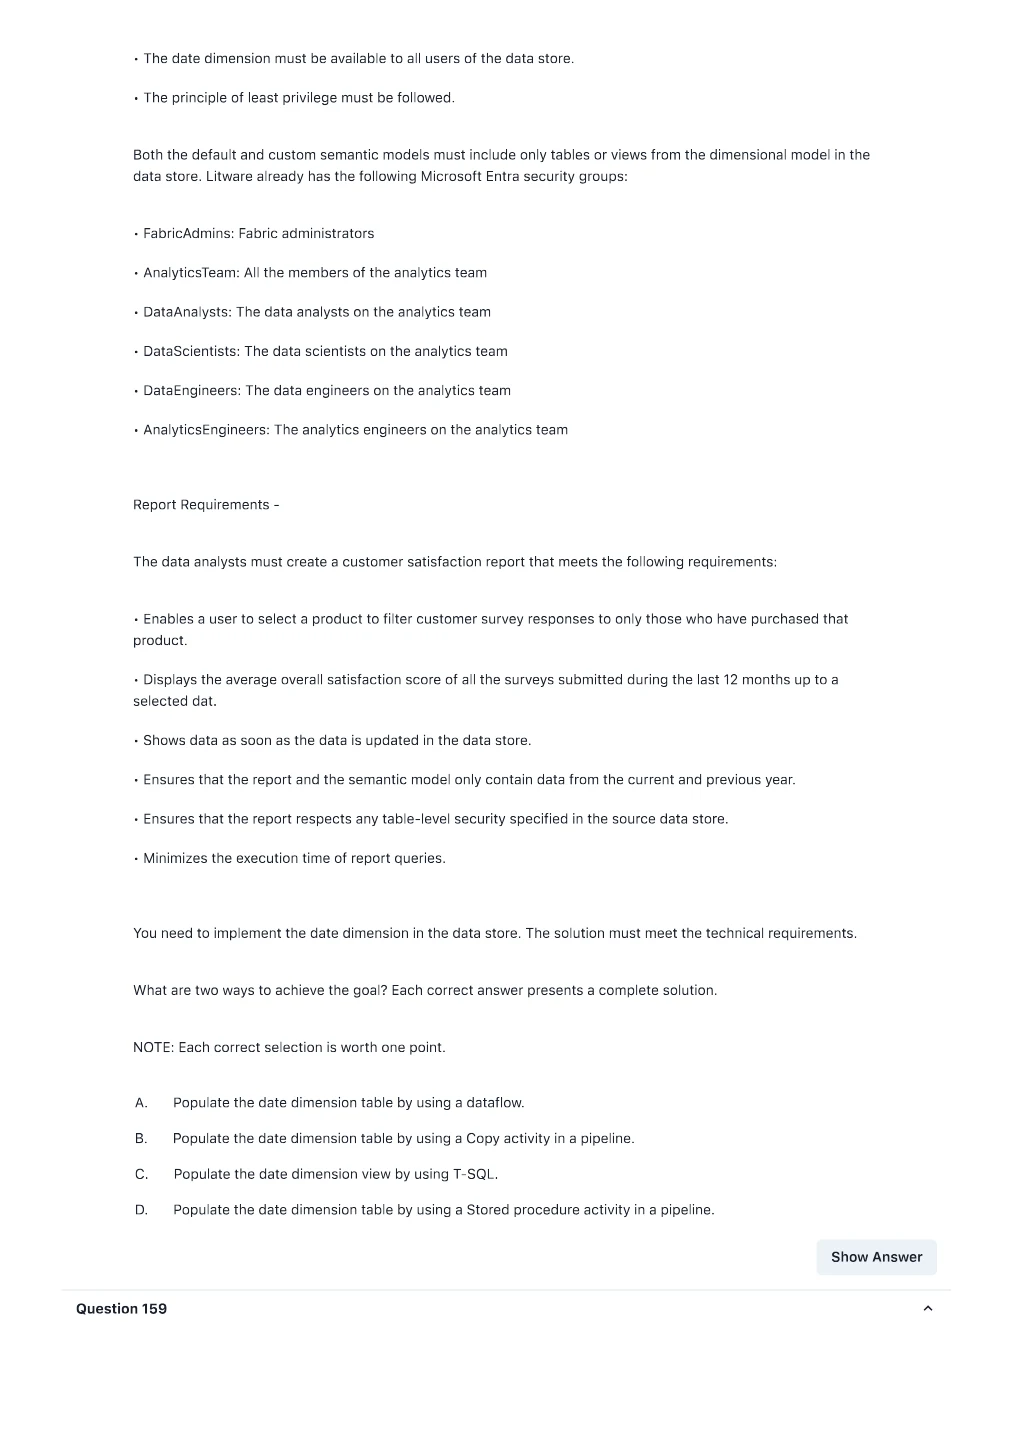 • The date dimension must be available to all users of the data store.
• The principle of least privilege must be followed.
Both the default and custom semantic models must include only tables or views from the dimensional model in the
data store. Litware already has the following Microsoft Entra security groups:
• FabricAdmins: Fabric administrators
• AnalyticsTeam: All the members of the analytics team
• DataAnalysts: The data analysts on the analytics team
• DataScientists: The data scientists on the analytics team
• DataEngineers: The data engineers on the analytics team
• AnalyticsEngineers: The analytics engineers on the analytics team
Report Requirements -
The data analysts must create a customer satisfaction report that meets the following requirements:
• Enables a user to select a product to filter customer survey responses to only those who have purchased that
product.
• Displays the average overall satisfaction score of all the surveys submitted during the last 12 months up to a
selected dat.
• Shows data as soon as the data is updated in the data store.
• Ensures that the report and the semantic model only contain data from the current and previous year.
• Ensures that the report respects any table-level security specified in the source data store.
• Minimizes the execution time of report queries.
You need to implement the date dimension in the data store. The solution must meet the technical requirements.
What are two ways to achieve the goal? Each correct answer presents a complete solution.
NOTE: Each correct selection is worth one point.
A. Populate the date dimension table by using a dataflow.
B. Populate the date dimension table by using a Copy activity in a pipeline.
C. Populate the date dimension view by using T-SQL.
D. Populate the date dimension table by using a Stored procedure activity in a pipeline.
Show Answer
Question 159